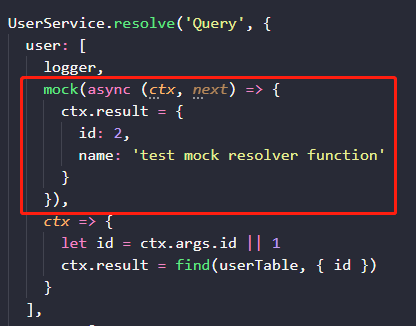 UserService.resolve('Query', {
  user: [
    logger,
    mock(async (ctx, next) => {
      ctx.result = {
        id: 2,
        name: 'test mock resolver function'
      }
    }),
    ctx => {
      let id = ctx.args.id || 1
      ctx.result = find(userTable, { id })
    }
  ],